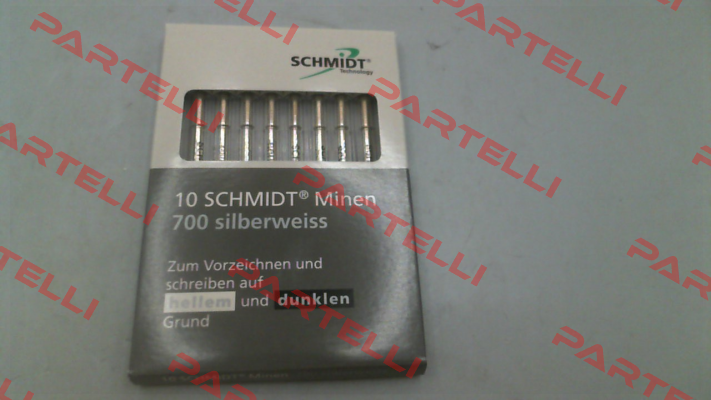 SCHMIDT®
Technology
10 SCHMIDT® Minen
700 silberweiss
Zum Vorzeichnen und
schreiben auf
hellem und dunklen
Grund
PARTELLI
PARTELLI
PARTELLI
PARTELLI
PARTELLI
PARTELLI
PARTELLI
PARTELLI
PARTELLI